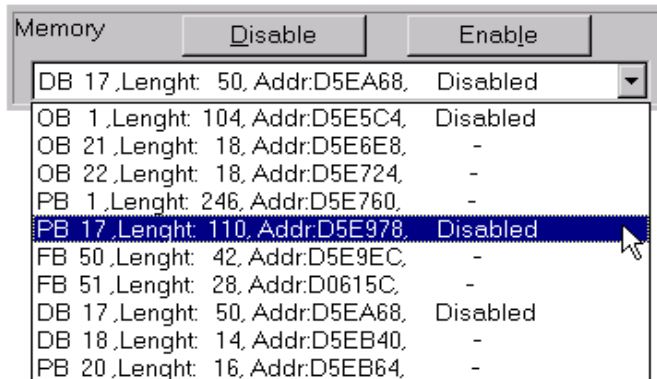 Memory Disable Enable
DB 17 ,Lenght: 50, Addr:D5EA68, Disabled
OB 1 ,Lenght: 104, Addr:D5E5C4, Disabled
OB 21 ,Lenght: 18, Addr:D5E6E8, -
OB 22 ,Lenght: 18, Addr:D5E724, -
PB 1 ,Lenght: 246, Addr:D5E760, -
PB 17 ,Lenght: 110, Addr:D5E978, Disabled
FB 50 ,Lenght: 42, Addr:D5E9EC, -
FB 51 ,Lenght: 28, Addr:D0615C, -
DB 17 ,Lenght: 50, Addr:D5EA68, Disabled
DB 18 ,Lenght: 14, Addr:D5EB40, -
PB 20 ,Lenght: 16, Addr:D5EB64, -